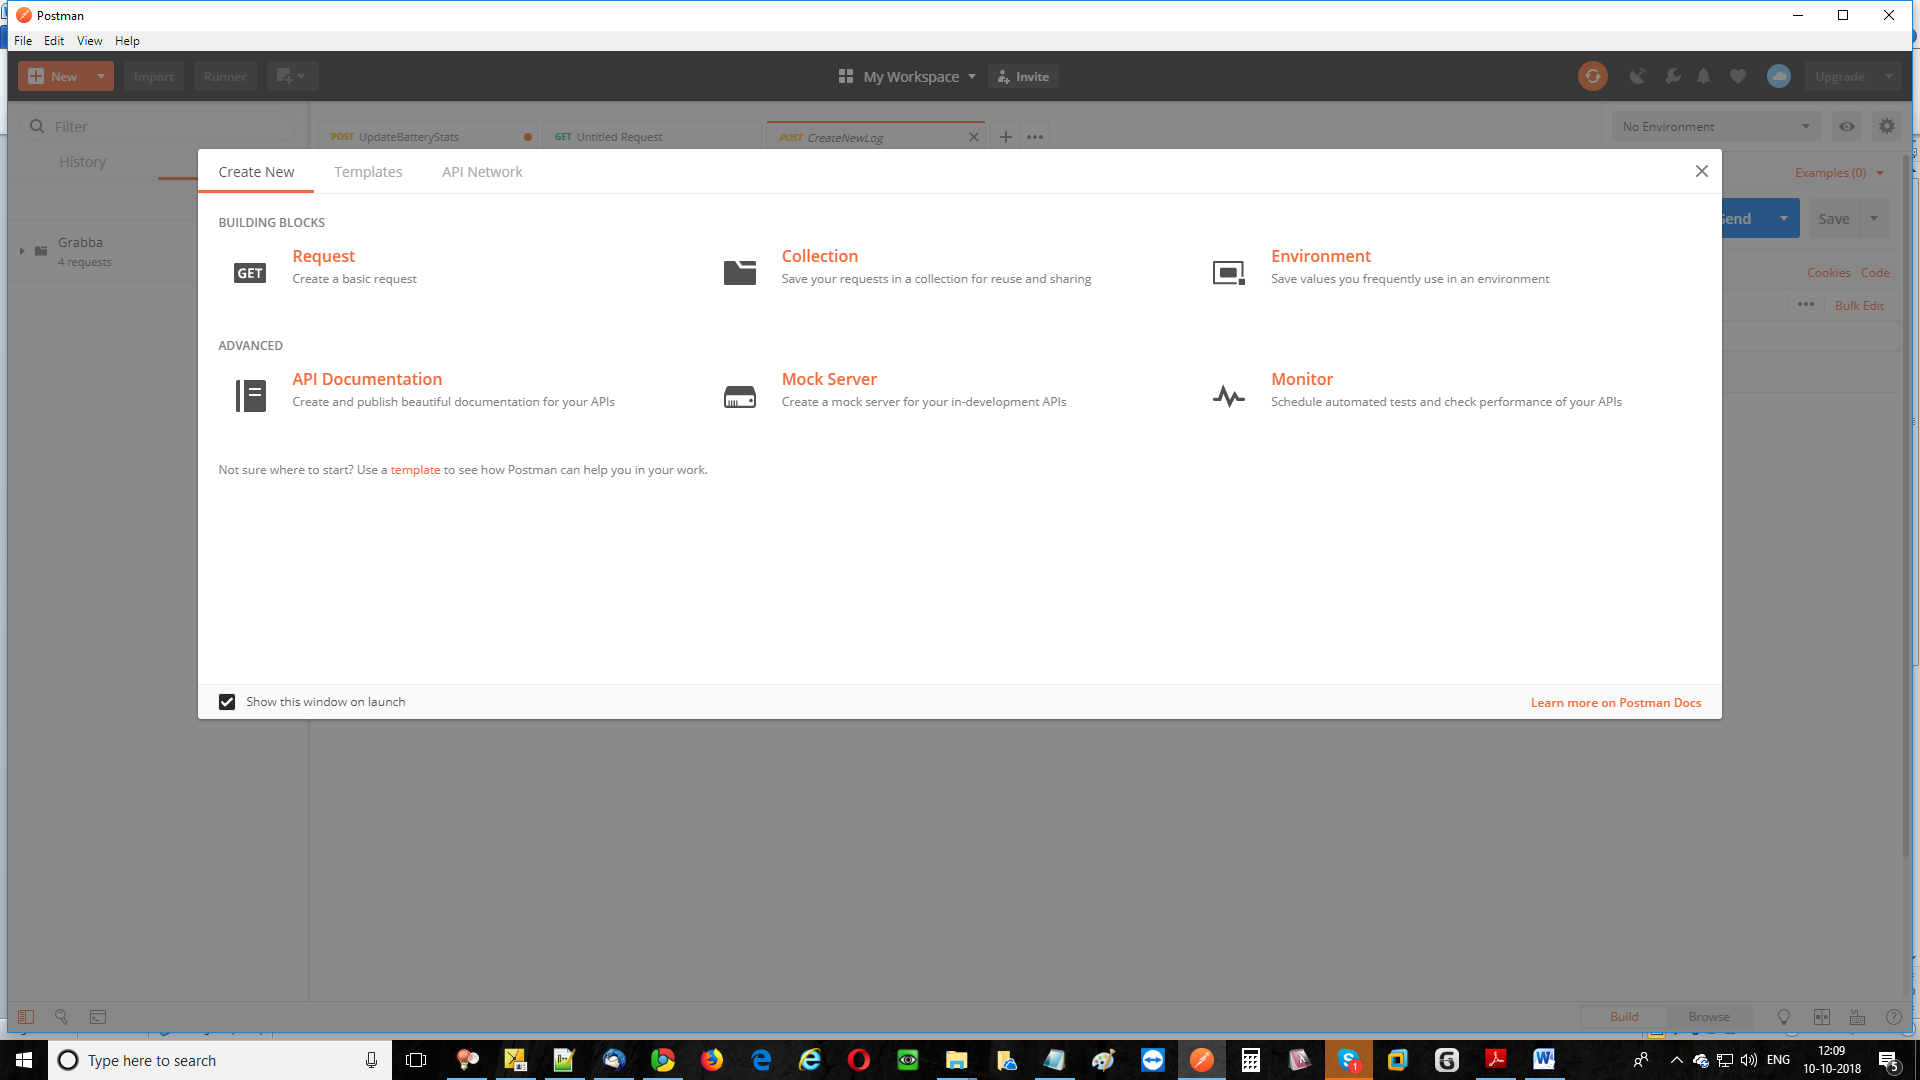 Postman
File Edit View Help
New Import Runner My Workspace Invite Upgrade
Filter
POST UpdateBatteryStats GET Untitled Request POST CreateNewLog No Environment
History
Create New Templates API Network
Examples (0)
BUILDING BLOCKS
Send Save
Grabba
4 requests
GET
Request
Create a basic request
Collection
Save your requests in a collection for reuse and sharing
Environment
Save values you frequently use in an environment
Cookies Code
Bulk Edit
ADVANCED
API Documentation
Create and publish beautiful documentation for your APIs
Mock Server
Create a mock server for your in-development APIs
Monitor
Schedule automated tests and check performance of your APIs
Not sure where to start? Use a template to see how Postman can help you in your work.
Show this window on launch
Learn more on Postman Docs
Build Browse
Type here to search
ENG
12:09
10-10-2018
5